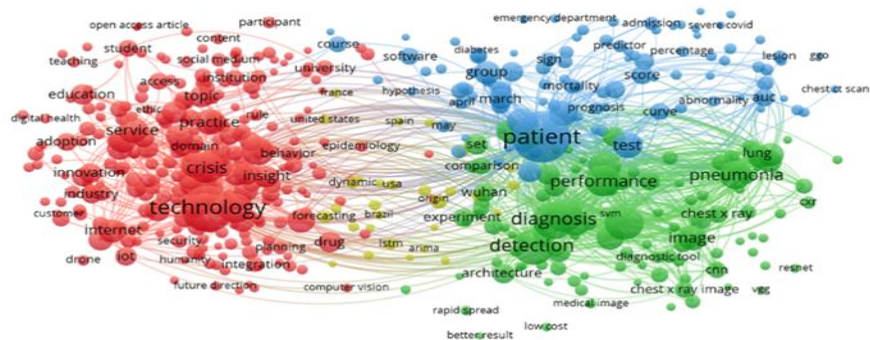 open access article
participant
emergency department
admission
severe covid
student
content
course
diabetes
predictor
percentage
teaching
social medium
software
sign
lesion
ggo
access
institution
university
group
score
education
topic
france
hypothesis
april
march
mortality
chest ct scan
digital health
ethic
rule
united states
spain
may
prognosis
curve
abnormality
auc
service
practice
adoption
domain
behavior
epidemiology
set
patient
test
lung
innovation
crisis
insight
comparison
industry
dynamic
usa
wuhan
performance
pneumonia
customer
technology
forecasting
brazil
origin
experiment
diagnosis
svm
chest x ray
cxr
internet
security
planning
drug
lstm
arima
detection
image
drone
iot
humanity
integration
architecture
diagnostic tool
cnn
resnet
future direction
computer vision
medical image
chest x ray image
vgg
rapid spread
low cost
better result